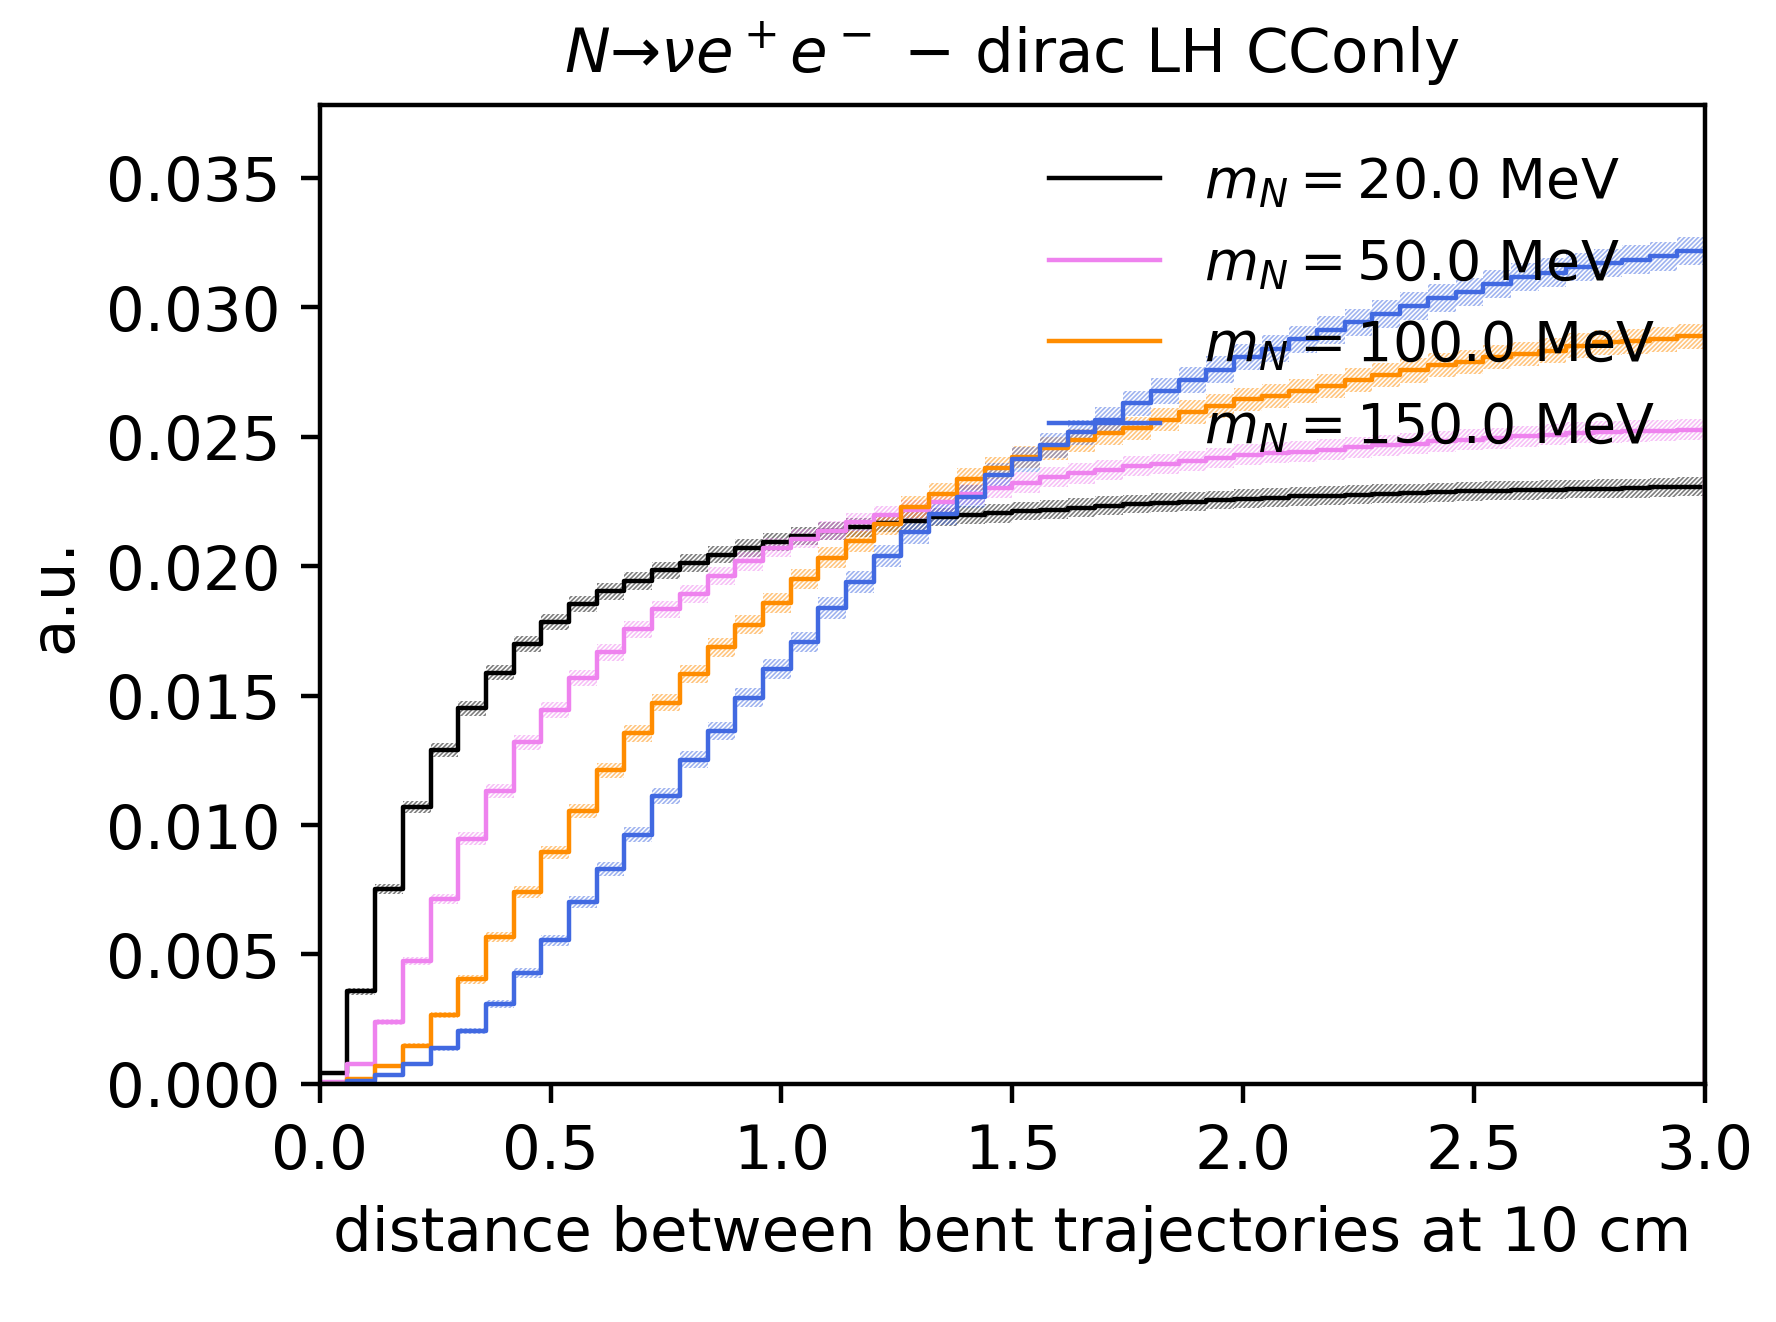 N→νe⁺e⁻ − dirac LH CConly
m_N = 20.0 MeV
m_N = 50.0 MeV
m_N = 100.0 MeV
m_N = 150.0 MeV
a.u.
0.035
0.030
0.025
0.020
0.015
0.010
0.005
0.000
0.0 0.5 1.0 1.5 2.0 2.5 3.0
distance between bent trajectories at 10 cm